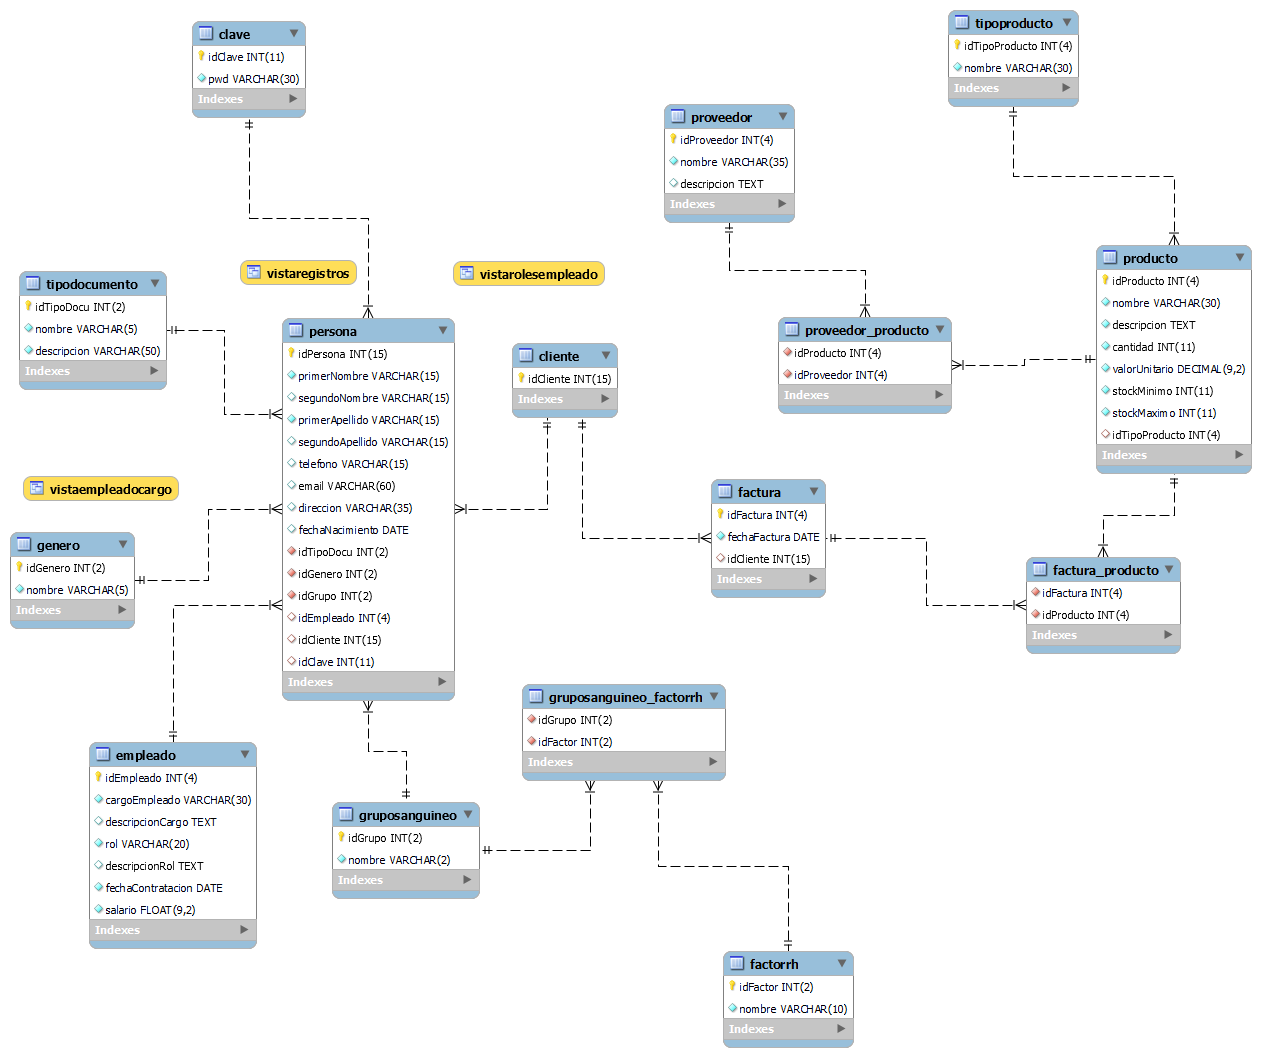 clave
idClave INT(11)
pwd VARCHAR(30)
Indexes
tipoproducto
idTipoProducto INT(4)
nombre VARCHAR(30)
Indexes
proveedor
idProveedor INT(4)
nombre VARCHAR(35)
descripcion TEXT
Indexes
vistaregistros
vistarolesempleado
tipodocumento
idTipoDocu INT(2)
nombre VARCHAR(5)
descripcion VARCHAR(50)
Indexes
persona
idPersona INT(15)
primerNombre VARCHAR(15)
segundoNombre VARCHAR(15)
primerApellido VARCHAR(15)
segundoApellido VARCHAR(15)
telefono VARCHAR(15)
email VARCHAR(60)
direccion VARCHAR(35)
fechaNacimiento DATE
idTipoDocu INT(2)
idGenero INT(2)
idGrupo INT(2)
idEmpleado INT(4)
idCliente INT(15)
idClave INT(11)
Indexes
cliente
idCliente INT(15)
Indexes
proveedor_producto
idProducto INT(4)
idProveedor INT(4)
Indexes
producto
idProducto INT(4)
nombre VARCHAR(30)
descripcion TEXT
cantidad INT(11)
valorUnitario DECIMAL(9,2)
stockMinimo INT(11)
stockMaximo INT(11)
idTipoProducto INT(4)
Indexes
vistaempleadocargo
genero
idGenero INT(2)
nombre VARCHAR(5)
Indexes
factura
idFactura INT(4)
fechaFactura DATE
idCliente INT(15)
Indexes
factura_producto
idFactura INT(4)
idProducto INT(4)
Indexes
gruposanguineo_factorrh
idGrupo INT(2)
idFactor INT(2)
Indexes
empleado
idEmpleado INT(4)
cargoEmpleado VARCHAR(30)
descripcionCargo TEXT
rol VARCHAR(20)
descripcionRol TEXT
fechaContratacion DATE
salario FLOAT(9,2)
Indexes
gruposanguineo
idGrupo INT(2)
nombre VARCHAR(2)
Indexes
factorrh
idFactor INT(2)
nombre VARCHAR(10)
Indexes